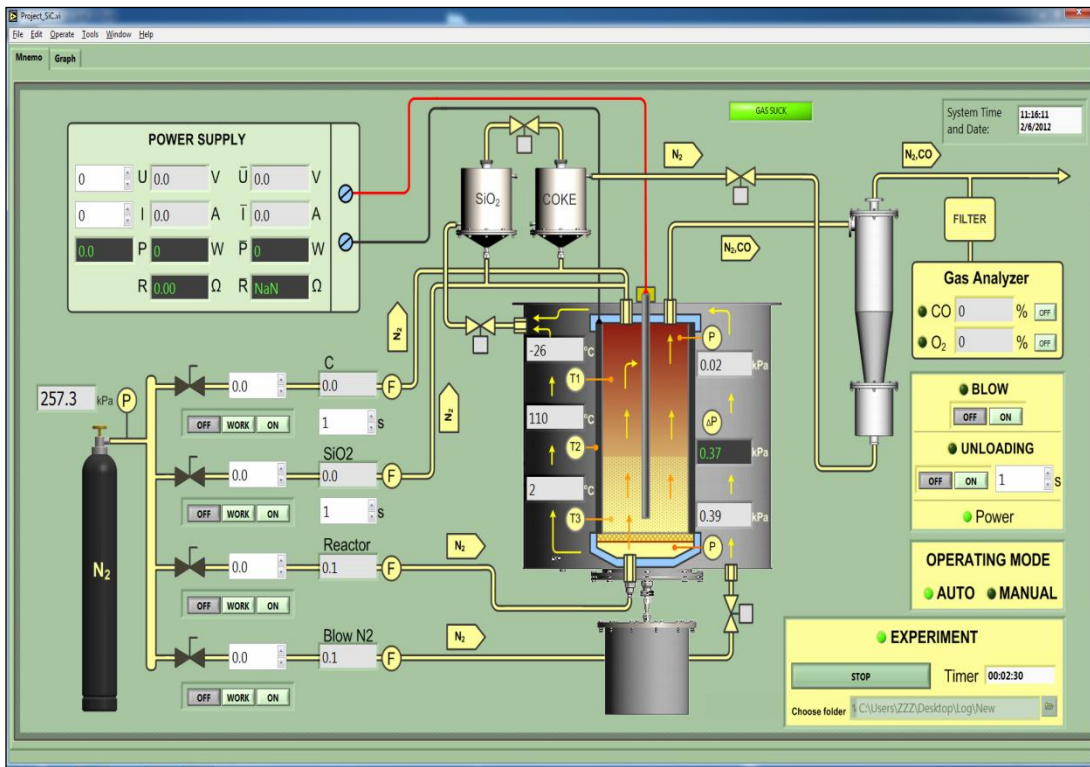 Project_SiC.vi
File Edit Operate Tools Window Help
Mnemo Graph
GAS SUCK
System Time and Date:
11:16:11
2/6/2012
POWER SUPPLY
0 U 0.0 V U̅ 0.0 V
0 I 0.0 A I̅ 0.0 A
0.0 P 0 W P̅ 0 W
R 0.00 Ω R NaN Ω
SiO₂
COKE
N₂
N₂,CO
N₂,CO
FILTER
Gas Analyzer
CO 0 % OFF
O₂ 0 % OFF
BLOW
OFF ON
UNLOADING
OFF ON 1 s
Power
OPERATING MODE
AUTO MANUAL
EXPERIMENT
STOP Timer 00:02:30
Choose folder C:\Users\ZZZ\Desktop\Log\New
257.3 kPa P
N₂
C
0.0 0.0 F
OFF WORK ON 1 s
SiO2
0.0 0.0 F
OFF WORK ON 1 s
Reactor
0.0 0.1 F
OFF WORK ON
Blow N2
0.0 0.1 F
OFF WORK ON
N₂
N₂
N₂
N₂
-26 °C
T1
110 °C
T2
2 °C
T3
P
0.02 kPa
ΔP
0.37 kPa
0.39 kPa
P